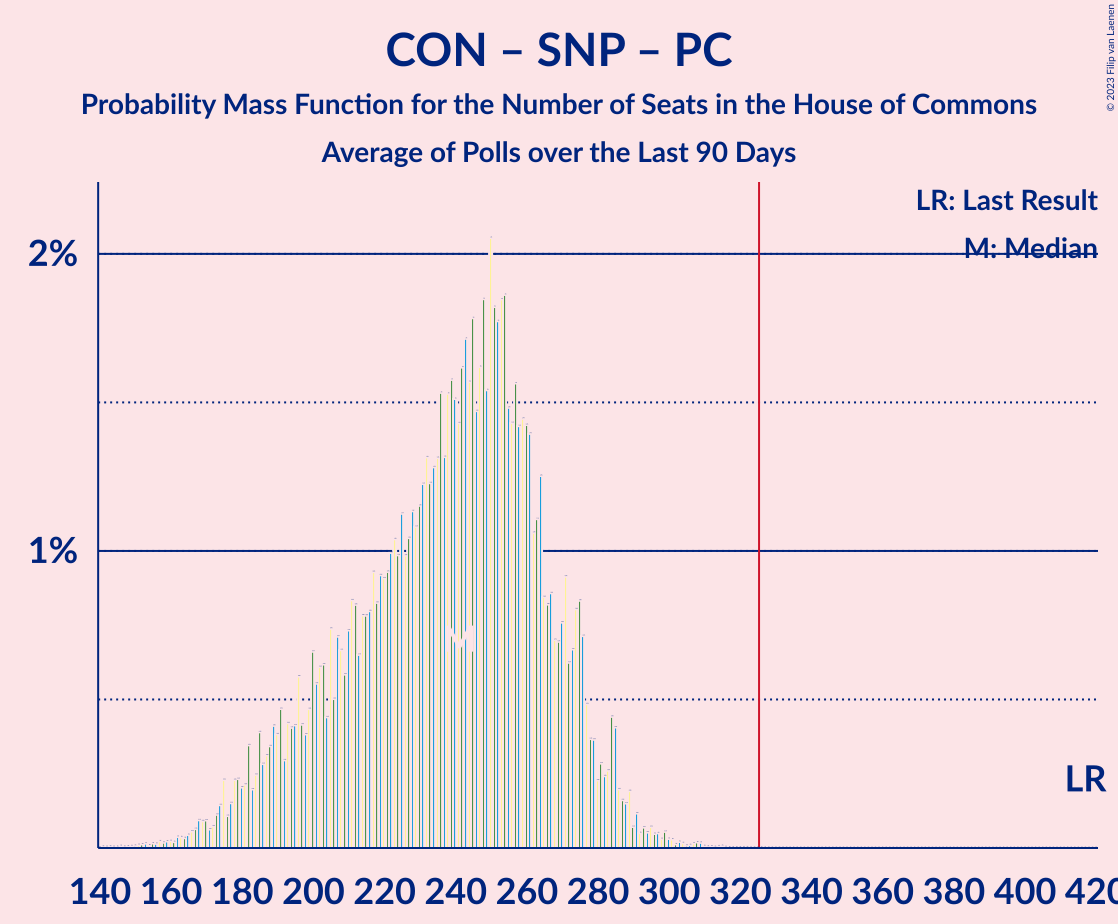 CON – SNP – PC
Probability Mass Function for the Number of Seats in the House of Commons
Average of Polls over the Last 90 Days
© 2023 Filip van Laenen
LR: Last Result
M: Median
2%
1%
LR
140 160 180 200 220 240 260 280 300 320 340 360 380 400 420